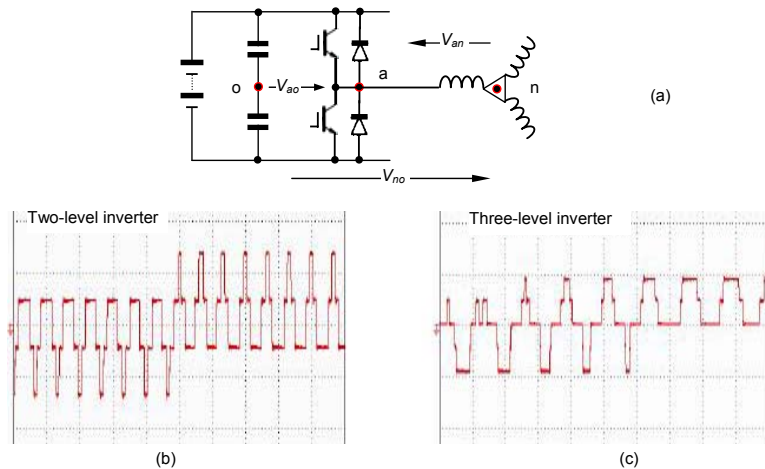 V_an
a
o
V_ao
n
(a)
V_no
Two-level inverter
Three-level inverter
(b)
(c)